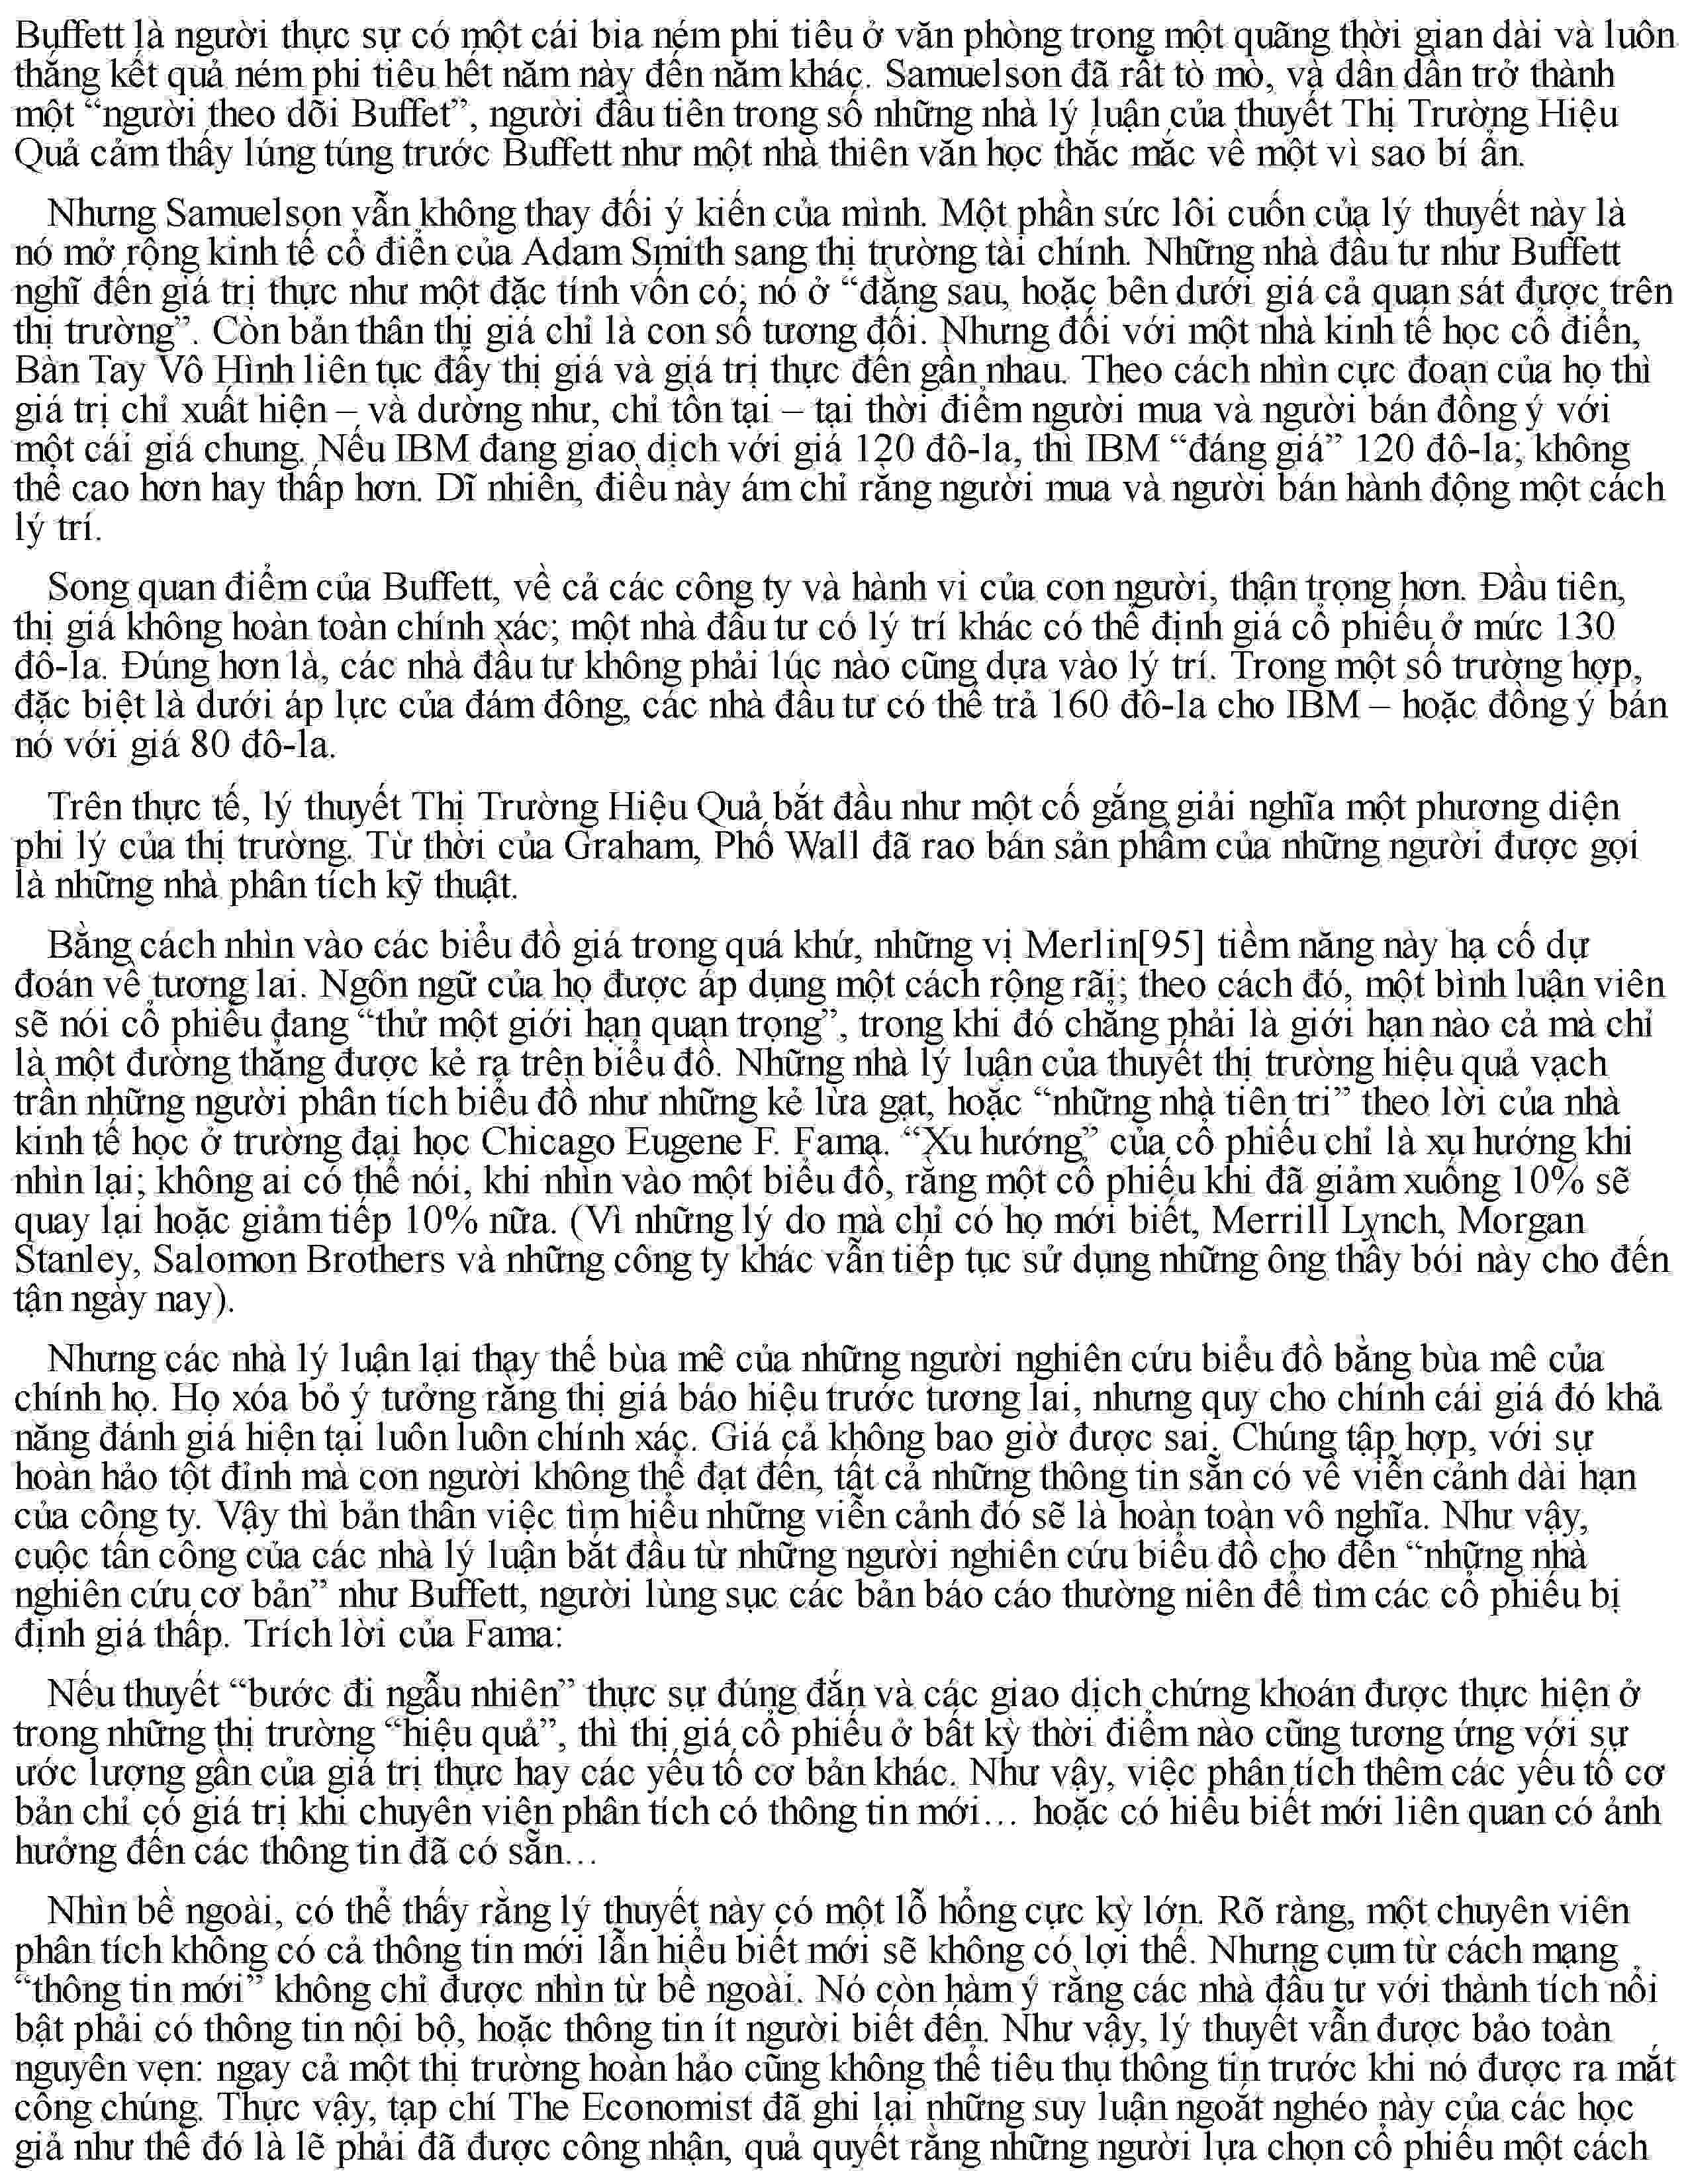 Buffett là người thực sự có một cái bia ném phi tiêu ở văn phòng trong một quãng thời gian dài và luôn
thắng kết quả ném phi tiêu hết năm này đến năm khác. Samuelson đã rất tò mò, và dần dần trở thành
một “người theo dõi Buffet”, người đầu tiên trong số những nhà lý luận của thuyết Thị Trường Hiệu
Quả cảm thấy lúng túng trước Buffett như một nhà thiên văn học thắc mắc về một vì sao bí ẩn.
Nhưng Samuelson vẫn không thay đổi ý kiến của mình. Một phần sức lôi cuốn của lý thuyết này là
nó mở rộng kinh tế cổ điển của Adam Smith sang thị trường tài chính. Những nhà đầu tư như Buffett
nghĩ đến giá trị thực như một đặc tính vốn có; nó ở “đằng sau, hoặc bên dưới giá cả quan sát được trên
thị trường”. Còn bản thân thị giá chỉ là con số tương đối. Nhưng đối với một nhà kinh tế học cổ điển,
Bàn Tay Vô Hình liên tục đẩy thị giá và giá trị thực đến gần nhau. Theo cách nhìn cực đoan của họ thì
giá trị chỉ xuất hiện – và dường như, chỉ tồn tại – tại thời điểm người mua và người bán đồng ý với
một cái giá chung. Nếu IBM đang giao dịch với giá 120 đô-la, thì IBM “đáng giá” 120 đô-la; không
thể cao hơn hay thấp hơn. Dĩ nhiên, điều này ám chỉ rằng người mua và người bán hành động một cách
lý trí.
Song quan điểm của Buffett, về cả các công ty và hành vi của con người, thận trọng hơn. Đầu tiên,
thị giá không hoàn toàn chính xác; một nhà đầu tư có lý trí khác có thể định giá cổ phiếu ở mức 130
đô-la. Đúng hơn là, các nhà đầu tư không phải lúc nào cũng dựa vào lý trí. Trong một số trường hợp,
đặc biệt là dưới áp lực của đám đông, các nhà đầu tư có thể trả 160 đô-la cho IBM – hoặc đồng ý bán
nó với giá 80 đô-la.
Trên thực tế, lý thuyết Thị Trường Hiệu Quả bắt đầu như một cố gắng giải nghĩa một phương diện
phi lý của thị trường. Từ thời của Graham, Phố Wall đã rao bán sản phẩm của những người được gọi
là những nhà phân tích kỹ thuật.
Bằng cách nhìn vào các biểu đồ giá trong quá khứ, những vị Merlin[95] tiềm năng này hạ cố dự
đoán về tương lai. Ngôn ngữ của họ được áp dụng một cách rộng rãi; theo cách đó, một bình luận viên
sẽ nói cổ phiếu đang “thử một giới hạn quan trọng”, trong khi đó chẳng phải là giới hạn nào cả mà chỉ
là một đường thẳng được kẻ ra trên biểu đồ. Những nhà lý luận của thuyết thị trường hiệu quả vạch
trần những người phân tích biểu đồ như những kẻ lừa gạt, hoặc “những nhà tiên tri” theo lời của nhà
kinh tế học ở trường đại học Chicago Eugene F. Fama. “Xu hướng” của cổ phiếu chỉ là xu hướng khi
nhìn lại; không ai có thể nói, khi nhìn vào một biểu đồ, rằng một cổ phiếu khi đã giảm xuống 10% sẽ
quay lại hoặc giảm tiếp 10% nữa. (Vì những lý do mà chỉ có họ mới biết, Merrill Lynch, Morgan
Stanley, Salomon Brothers và những công ty khác vẫn tiếp tục sử dụng những ông thầy bói này cho đến
tận ngày nay).
Nhưng các nhà lý luận lại thay thế bùa mê của những người nghiên cứu biểu đồ bằng bùa mê của
chính họ. Họ xóa bỏ ý tưởng rằng thị giá báo hiệu trước tương lai, nhưng quy cho chính cái giá đó khả
năng đánh giá hiện tại luôn luôn chính xác. Giá cả không bao giờ được sai. Chúng tập hợp, với sự
hoàn hảo tột đỉnh mà con người không thể đạt đến, tất cả những thông tin sẵn có về viễn cảnh dài hạn
của công ty. Vậy thì bản thân việc tìm hiểu những viễn cảnh đó sẽ là hoàn toàn vô nghĩa. Như vậy,
cuộc tấn công của các nhà lý luận bắt đầu từ những người nghiên cứu biểu đồ cho đến “những nhà
nghiên cứu cơ bản” như Buffett, người lùng sục các bản báo cáo thường niên để tìm các cổ phiếu bị
định giá thấp. Trích lời của Fama:
Nếu thuyết “bước đi ngẫu nhiên” thực sự đúng đắn và các giao dịch chứng khoán được thực hiện ở
trong những thị trường “hiệu quả”, thì thị giá cổ phiếu ở bất kỳ thời điểm nào cũng tương ứng với sự
ước lượng gần của giá trị thực hay các yếu tố cơ bản khác. Như vậy, việc phân tích thêm các yếu tố cơ
bản chỉ có giá trị khi chuyên viên phân tích có thông tin mới… hoặc có hiểu biết mới liên quan có ảnh
hưởng đến các thông tin đã có sẵn…
Nhìn bề ngoài, có thể thấy rằng lý thuyết này có một lỗ hổng cực kỳ lớn. Rõ ràng, một chuyên viên
phân tích không có cả thông tin mới lẫn hiểu biết mới sẽ không có lợi thế. Nhưng cụm từ cách mạng
“thông tin mới” không chỉ được nhìn từ bề ngoài. Nó còn hàm ý rằng các nhà đầu tư với thành tích nổi
bật phải có thông tin nội bộ, hoặc thông tin ít người biết đến. Như vậy, lý thuyết vẫn được bảo toàn
nguyên vẹn: ngay cả một thị trường hoàn hảo cũng không thể tiêu thụ thông tin trước khi nó được ra mắt
công chúng. Thực vậy, tạp chí The Economist đã ghi lại những suy luận ngoắt nghéo này của các học
giả như thể đó là lẽ phải đã được công nhận, quả quyết rằng những người lựa chọn cổ phiếu một cách